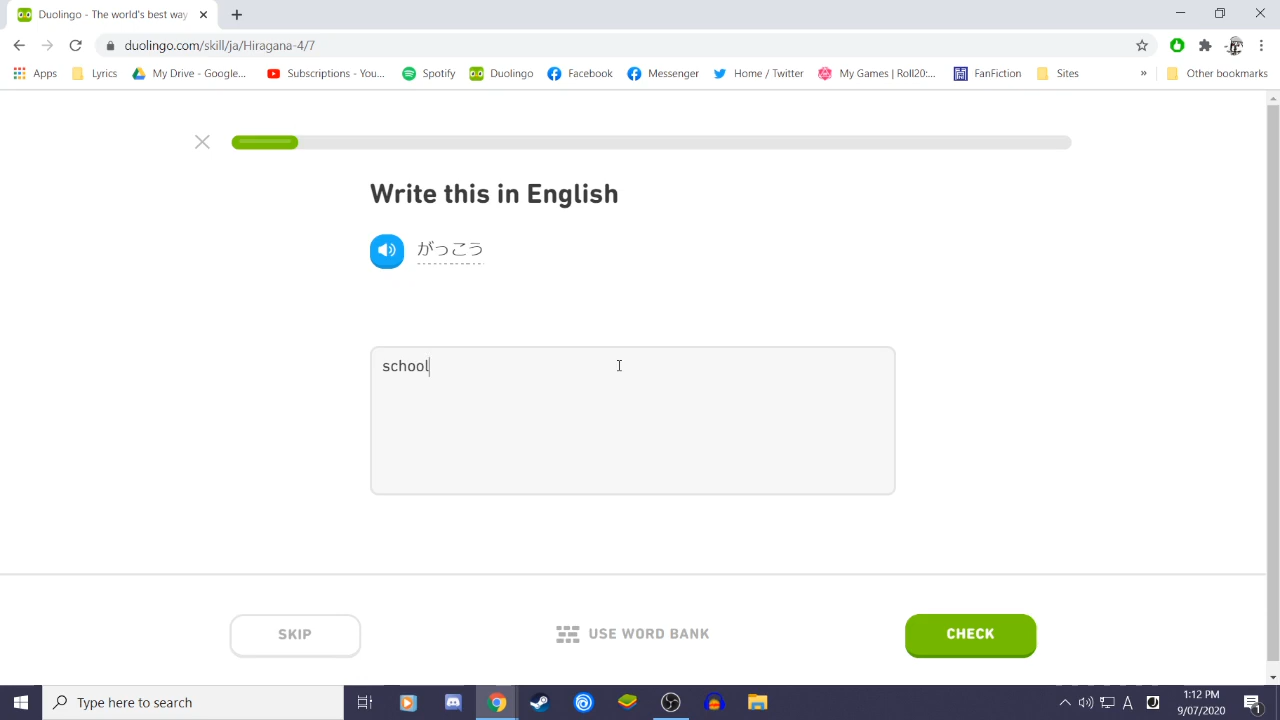 Duolingo - The world's best way
duolingo.com/skill/ja/Hiragana-4/7
Apps Lyrics My Drive - Google... Subscriptions - You... Spotify Duolingo Facebook Messenger Home / Twitter My Games | Roll20:... FanFiction Sites » Other bookmarks
Write this in English
がっこう
school
SKIP USE WORD BANK CHECK
Type here to search
A
1:12 PM
9/07/2020
1